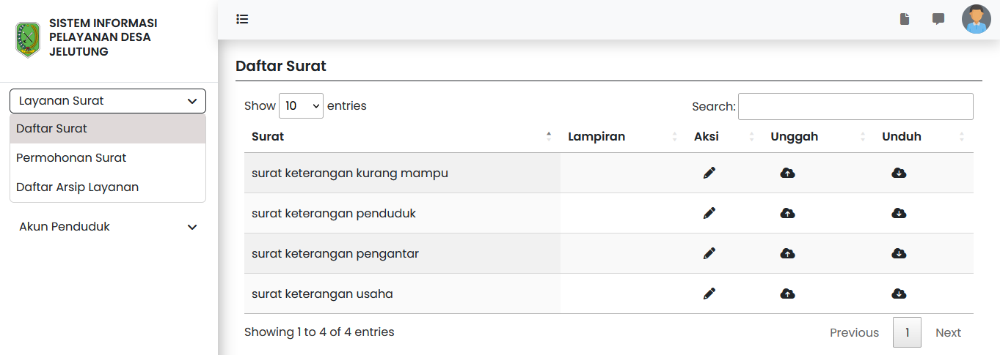 SISTEM INFORMASI
PELAYANAN DESA
JELUTUNG
Layanan Surat
Daftar Surat
Permohonan Surat
Daftar Arsip Layanan
Akun Penduduk
Daftar Surat
Show 10 entries Search:
Surat Lampiran Aksi Unggah Unduh
surat keterangan kurang mampu
surat keterangan penduduk
surat keterangan pengantar
surat keterangan usaha
Showing 1 to 4 of 4 entries Previous 1 Next